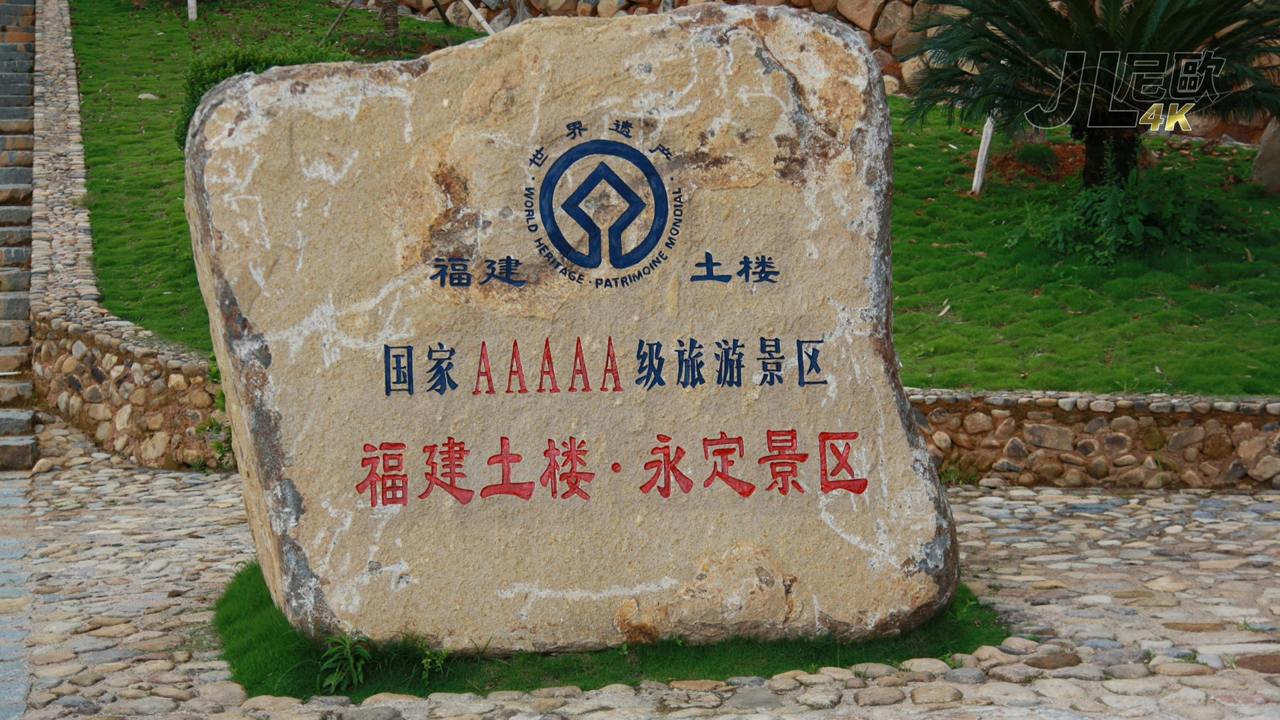 JL尼歐
4K
世界遗产
· WORLD HERITAGE · PATRIMOINE MONDIAL ·
福建 土楼
国家AAAAA级旅游景区
福建土楼·永定景区